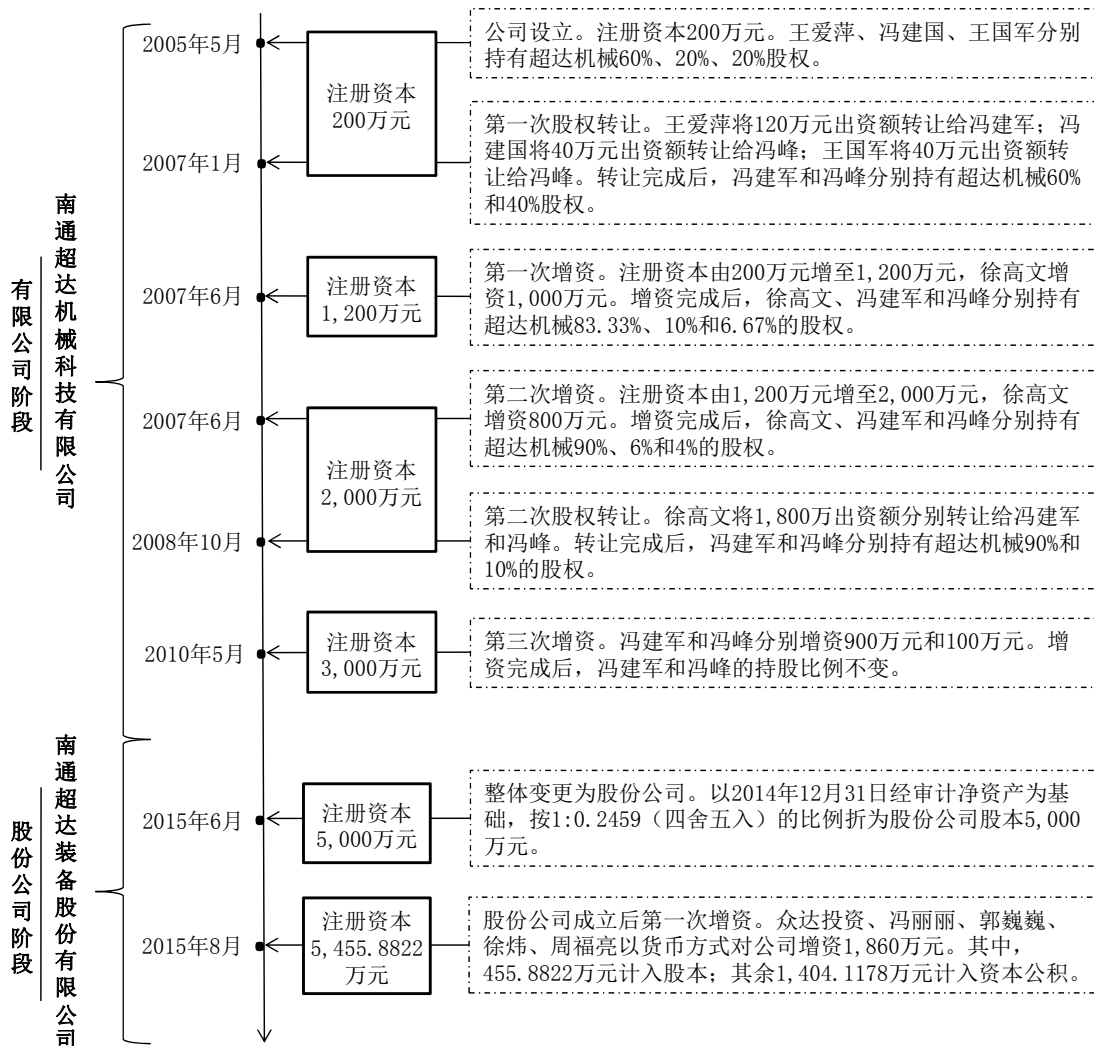 南通超达机械科技有限公司
有限公司阶段
2005年5月
注册资本
200万元
公司设立。注册资本200万元。王爱萍、冯建国、王国军分别
持有超达机械60%、20%、20%股权。
2007年1月
第一次股权转让。王爱萍将120万元出资额转让给冯建军；冯
建国将40万元出资额转让给冯峰；王国军将40万元出资额转
让给冯峰。转让完成后，冯建军和冯峰分别持有超达机械60%
和40%股权。
2007年6月
注册资本
1,200万元
第一次增资。注册资本由200万元增至1,200万元，徐高文增
资1,000万元。增资完成后，徐高文、冯建军和冯峰分别持有
超达机械83.33%、10%和6.67%的股权。
2007年6月
注册资本
2,000万元
第二次增资。注册资本由1,200万元增至2,000万元，徐高文
增资800万元。增资完成后，徐高文、冯建军和冯峰分别持有
超达机械90%、6%和4%的股权。
2008年10月
第二次股权转让。徐高文将1,800万出资额分别转让给冯建军
和冯峰。转让完成后，冯建军和冯峰分别持有超达机械90%和
10%的股权。
2010年5月
注册资本
3,000万元
第三次增资。冯建军和冯峰分别增资900万元和100万元。增
资完成后，冯建军和冯峰的持股比例不变。
南通超达装备股份有限公司
股份公司阶段
2015年6月
注册资本
5,000万元
整体变更为股份公司。以2014年12月31日经审计净资产为基
础，按1:0.2459（四舍五入）的比例折为股份公司股本5,000
万元。
2015年8月
注册资本
5,455.8822
万元
股份公司成立后第一次增资。众达投资、冯丽丽、郭巍巍、
徐炜、周福亮以货币方式对公司增资1,860万元。其中，
455.8822万元计入股本；其余1,404.1178万元计入资本公积。